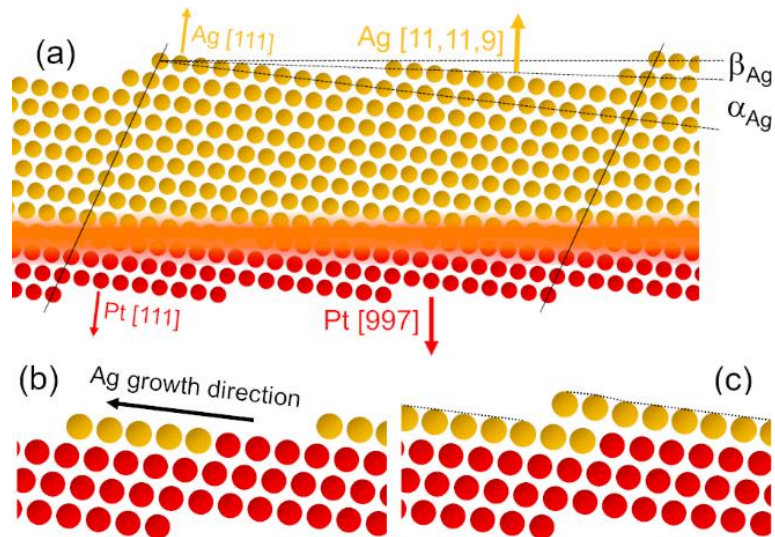 (a)
Ag [111]
Ag [11,11,9]
βAg
αAg
Pt [111]
Pt [997]
(b)
Ag growth direction
(c)